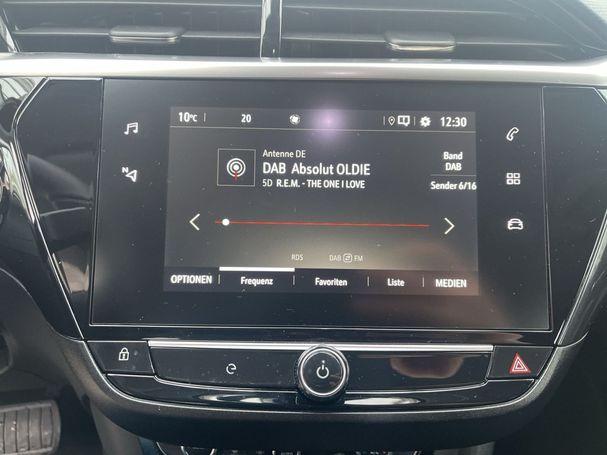 10°C 20 12:30
Antenne DE
DAB Absolut OLDIE
5D R.E.M. - THE ONE I LOVE
Band
DAB
Sender 6/16
N
RDS DAB FM
OPTIONEN Frequenz Favoriten Liste MEDIEN